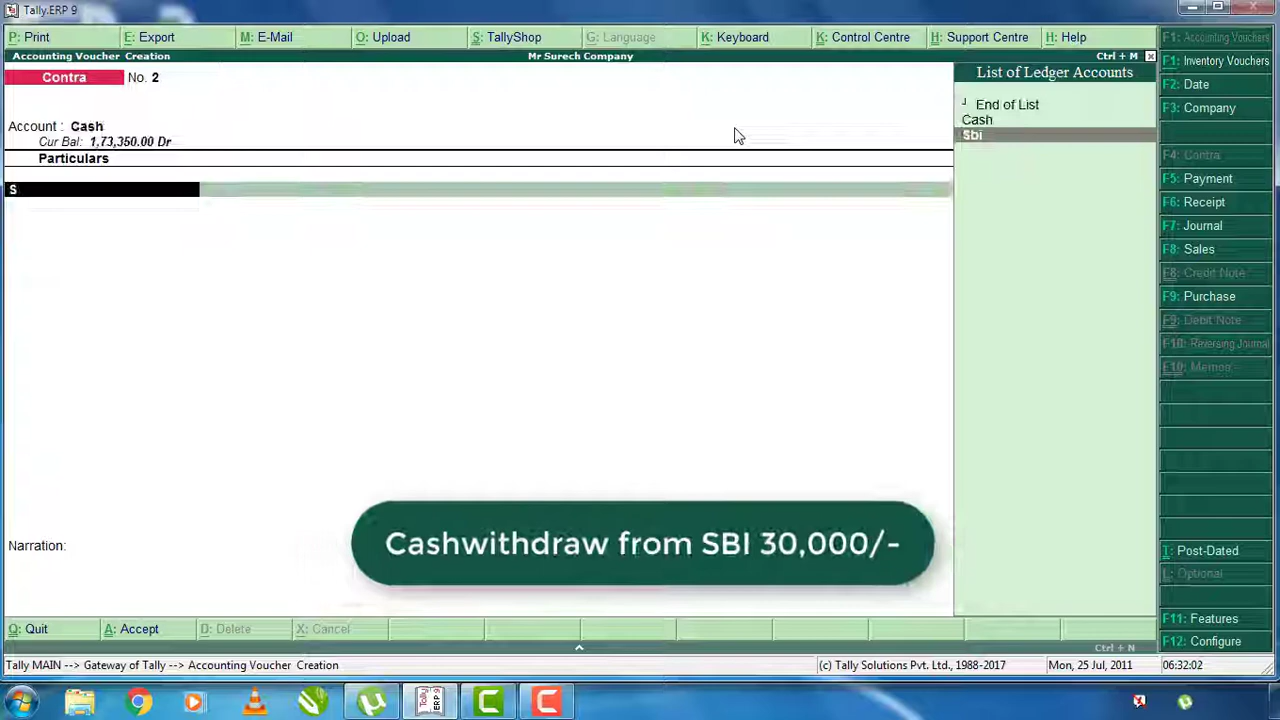 Tally.ERP 9
P: Print
E: Export
M: E-Mail
O: Upload
S: TallyShop
G: Language
K: Keyboard
K: Control Centre
H: Support Centre
H: Help
Accounting Voucher Creation
Mr Surech Company
Ctrl + M
Contra No. 2
Account : Cash
Cur Bal: 1,73,350.00 Dr
Particulars
S
List of Ledger Accounts
End of List
Cash
Sbi
F1: Accounting Vouchers
F1: Inventory Vouchers
F2: Date
F3: Company
F4: Contra
F5: Payment
F6: Receipt
F7: Journal
F8: Sales
F8: Credit Note
F9: Purchase
F9: Debit Note
F10: Reversing Journal
F10: Memos
T: Post-Dated
L: Optional
F11: Features
F12: Configure
Cashwithdraw from SBI 30,000/-
Narration:
Q: Quit
A: Accept
D: Delete
X: Cancel
Ctrl + N
Tally MAIN --> Gateway of Tally --> Accounting Voucher Creation
(c) Tally Solutions Pvt. Ltd., 1988-2017
Mon, 25 Jul, 2011
06:32:02